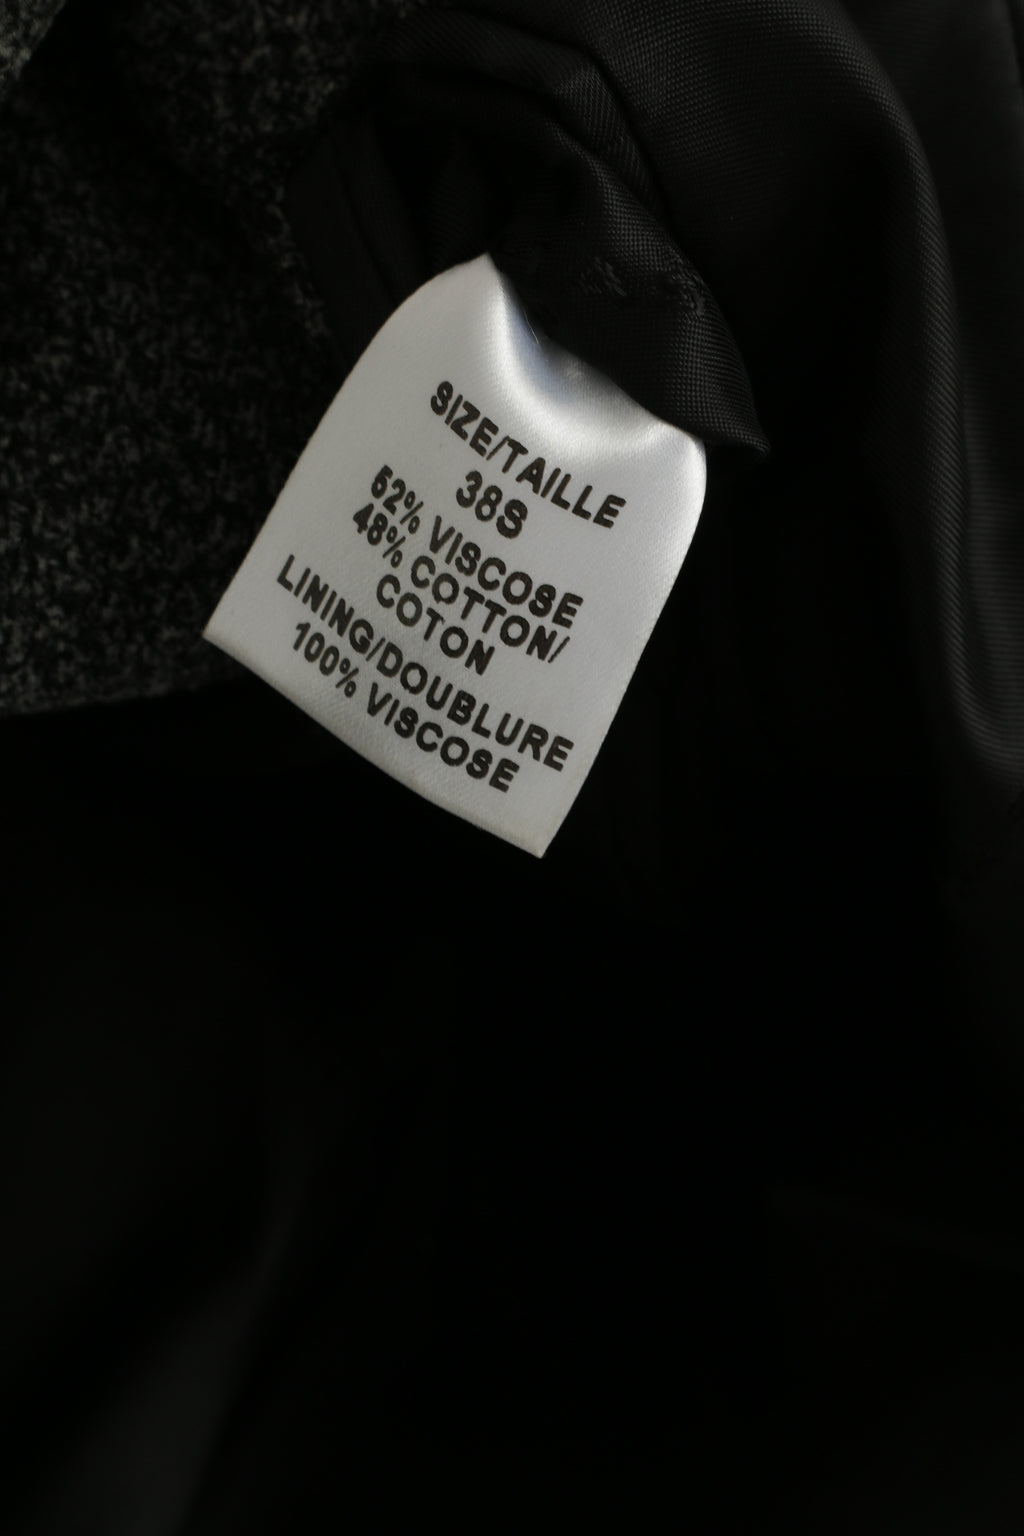 SIZE/TAILLE
38S
52% VISCOSE
48% COTTON/
COTON
LINING/DOUBLURE
100% VISCOSE